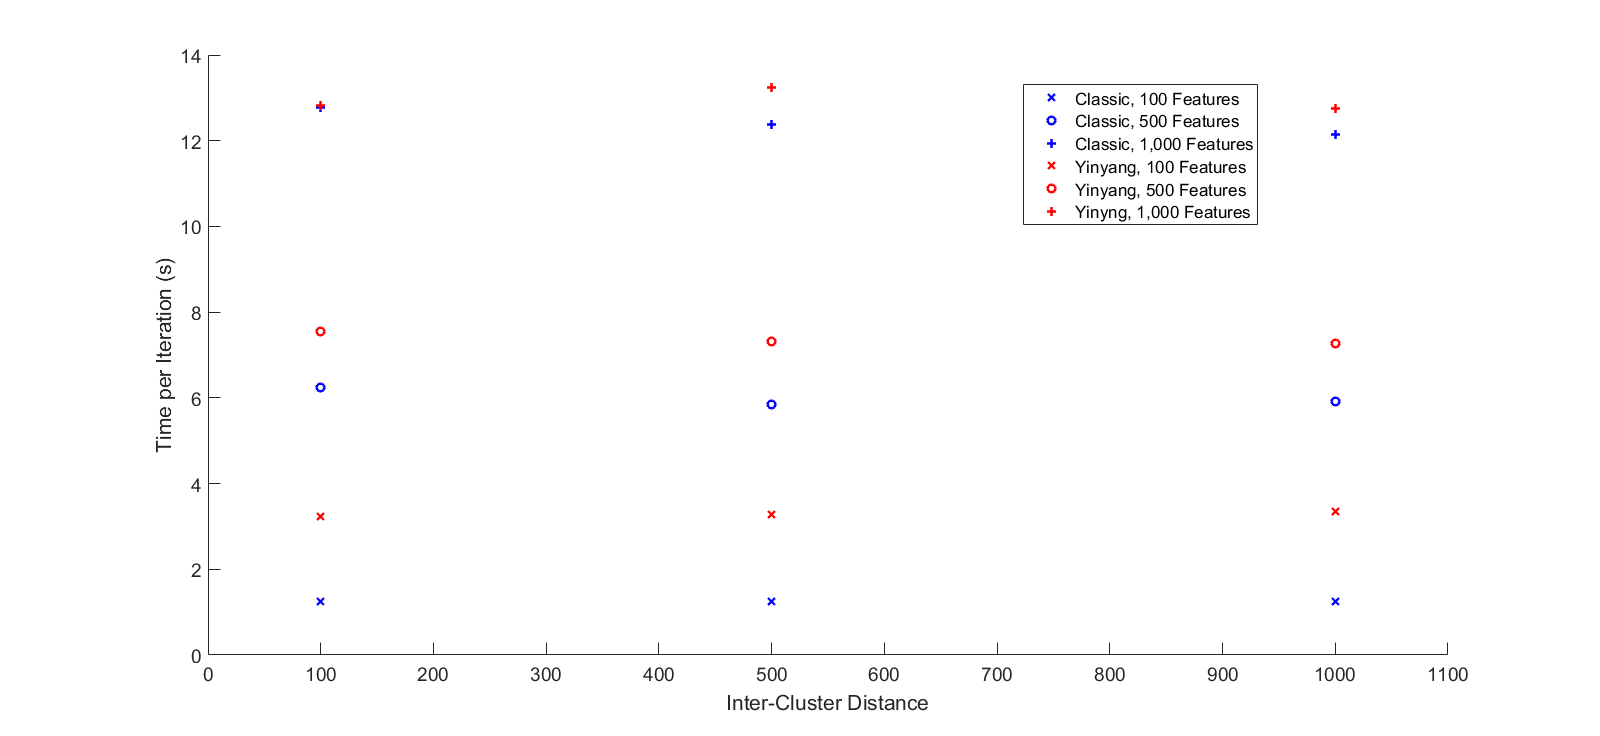 14
12
10
8
6
4
2
0
Time per Iteration (s)
Classic, 100 Features
Classic, 500 Features
Classic, 1,000 Features
Yinyang, 100 Features
Yinyang, 500 Features
Yinyng, 1,000 Features
0 100 200 300 400 500 600 700 800 900 1000 1100
Inter-Cluster Distance